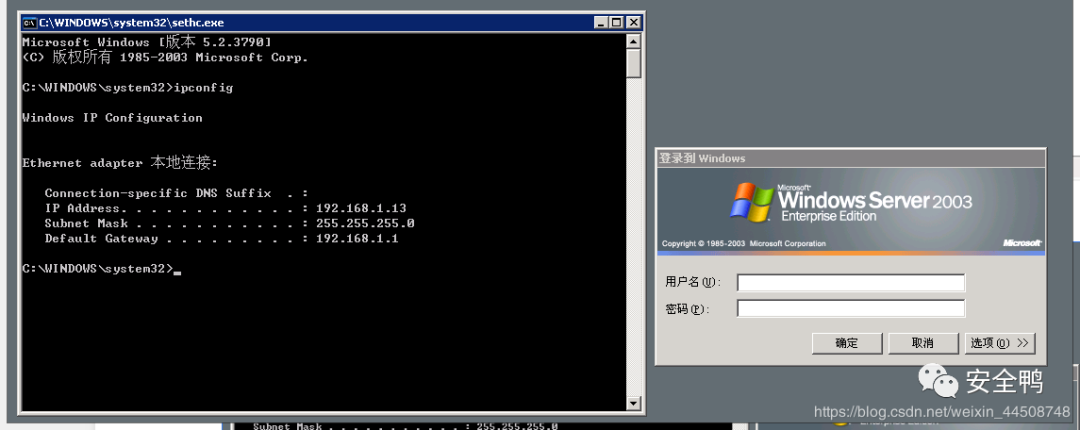 C:\WINDOWS\system32\sethc.exe
Microsoft Windows [版本 5.2.3790]
(C) 版权所有 1985-2003 Microsoft Corp.
C:\WINDOWS\system32>ipconfig
Windows IP Configuration
Ethernet adapter 本地连接:
Connection-specific DNS Suffix . :
IP Address. . . . . . . . . . . . : 192.168.1.13
Subnet Mask . . . . . . . . . . . : 255.255.255.0
Default Gateway . . . . . . . . . : 192.168.1.1
C:\WINDOWS\system32>_
登录到 Windows
Microsoft
Windows Server 2003
Enterprise Edition
Copyright © 1985-2003 Microsoft Corporation
Microsoft
用户名(U):
密码(P):
确定
取消
选项(O) >>
安全鸭
https://blog.csdn.net/weixin_44508748
Subnet Mask . . . . . . . . . . . : 255.255.255.0
Enterprise Edition